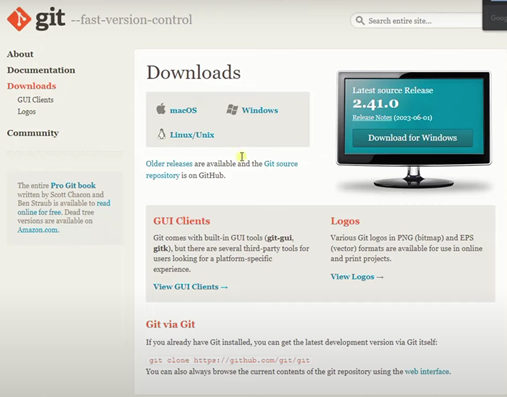 git --fast-version-control
Search entire site...
Goog
About
Documentation
Downloads
GUI Clients
Logos
Community
The entire Pro Git book
written by Scott Chacon and
Ben Straub is available to read
online for free. Dead tree
versions are available on
Amazon.com.
Downloads
macOS
Windows
Linux/Unix
Older releases are available and the Git source
repository is on GitHub.
Latest source Release
2.41.0
Release Notes (2023-06-01)
Download for Windows
GUI Clients
Git comes with built-in GUI tools (git-gui,
gitk), but there are several third-party tools for
users looking for a platform-specific
experience.
View GUI Clients →
Logos
Various Git logos in PNG (bitmap) and EPS
(vector) formats are available for use in online
and print projects.
View Logos →
Git via Git
If you already have Git installed, you can get the latest development version via Git itself:
git clone https://github.com/git/git
You can also always browse the current contents of the git repository using the web interface.